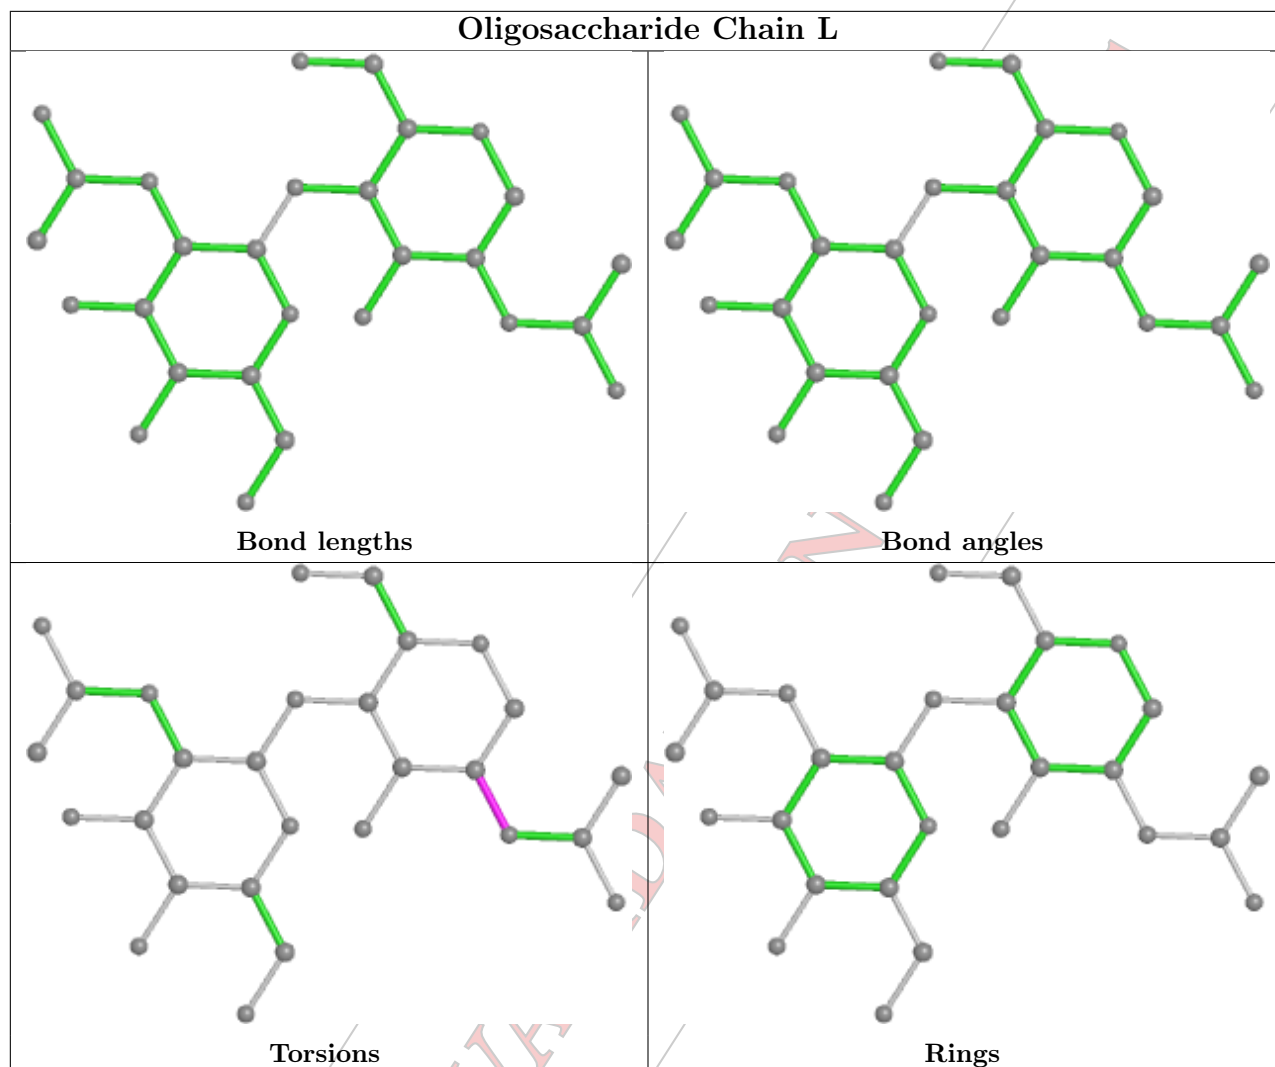 Oligosaccharide Chain L
Bond lengths
Bond angles
Torsions
Rings